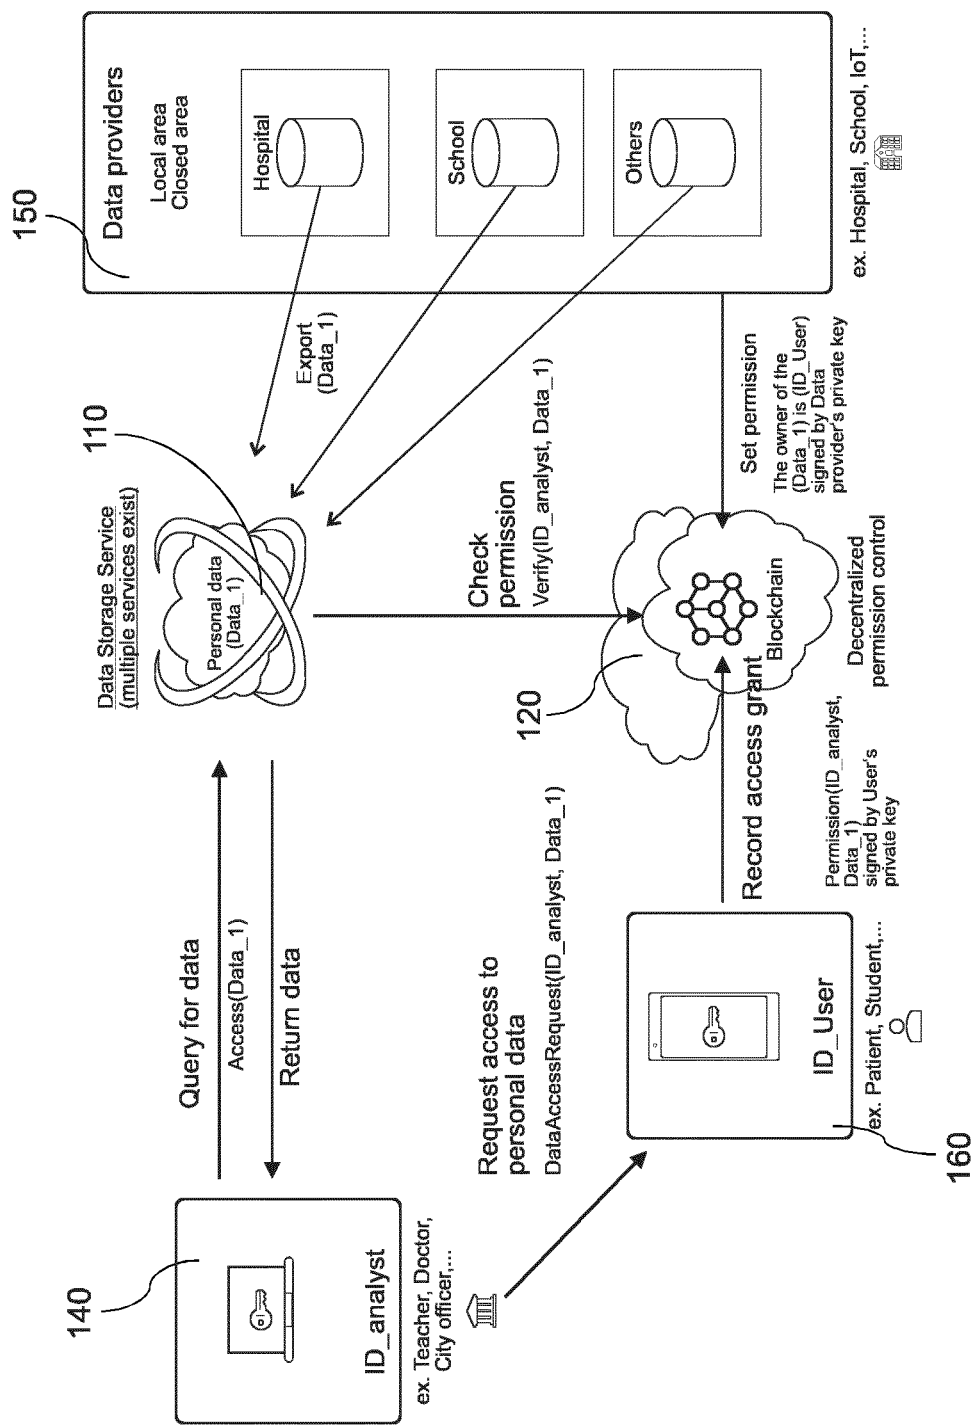 140
ID_analyst
ex. Teacher, Doctor,
City officer,...
Query for data
Access(Data_1)
Return data
Data Storage Service
(multiple services exist)
Personal data
(Data_1)
110
Export
(Data_1)
150
Data providers
Local area
Closed area
Hospital
School
Others
ex. Hospital, School, IoT,...
Request access to
personal data
DataAccessRequest(ID_analyst, Data_1)
Check
permission
Verify(ID_analyst, Data_1)
120
Blockchain
Decentralized
permission control
Set permission
The owner of the
(Data_1) is (ID_User)
signed by Data
provider's private key
Record access grant
Permission(ID_analyst,
Data_1)
signed by User's
private key
ID_User
ex. Patient, Student,...
160